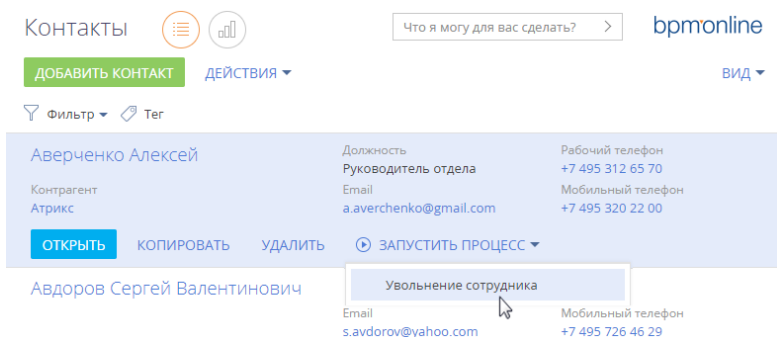 Контакты
Что я могу для вас сделать?
bpmonline
ДОБАВИТЬ КОНТАКТ ДЕЙСТВИЯ ВИД
Фильтр Тег
Аверченко Алексей Должность Рабочий телефон
Руководитель отдела +7 495 312 65 70
Контрагент Email Мобильный телефон
Атрикс a.averchenko@gmail.com +7 495 320 22 00
ОТКРЫТЬ КОПИРОВАТЬ УДАЛИТЬ ЗАПУСТИТЬ ПРОЦЕСС
Увольнение сотрудника
Авдоров Сергей Валентинович
Email Мобильный телефон
s.avdorov@yahoo.com +7 495 726 46 29